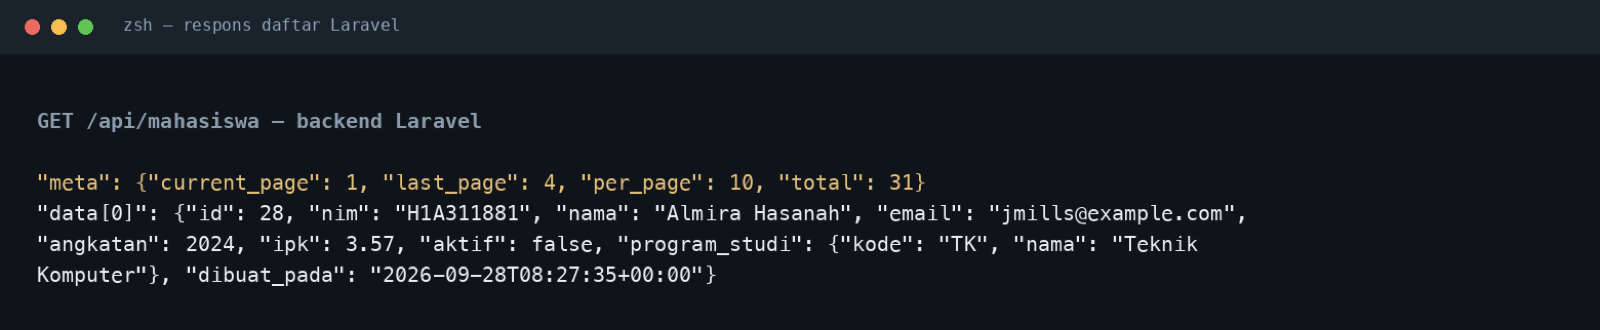 zsh — respons daftar Laravel
GET /api/mahasiswa — backend Laravel
"meta": {"current_page": 1, "last_page": 4, "per_page": 10, "total": 31}
"data[0]": {"id": 28, "nim": "H1A311881", "nama": "Almira Hasanah", "email": "jmills@example.com",
"angkatan": 2024, "ipk": 3.57, "aktif": false, "program_studi": {"kode": "TK", "nama": "Teknik
Komputer"}, "dibuat_pada": "2026-09-28T08:27:35+00:00"}